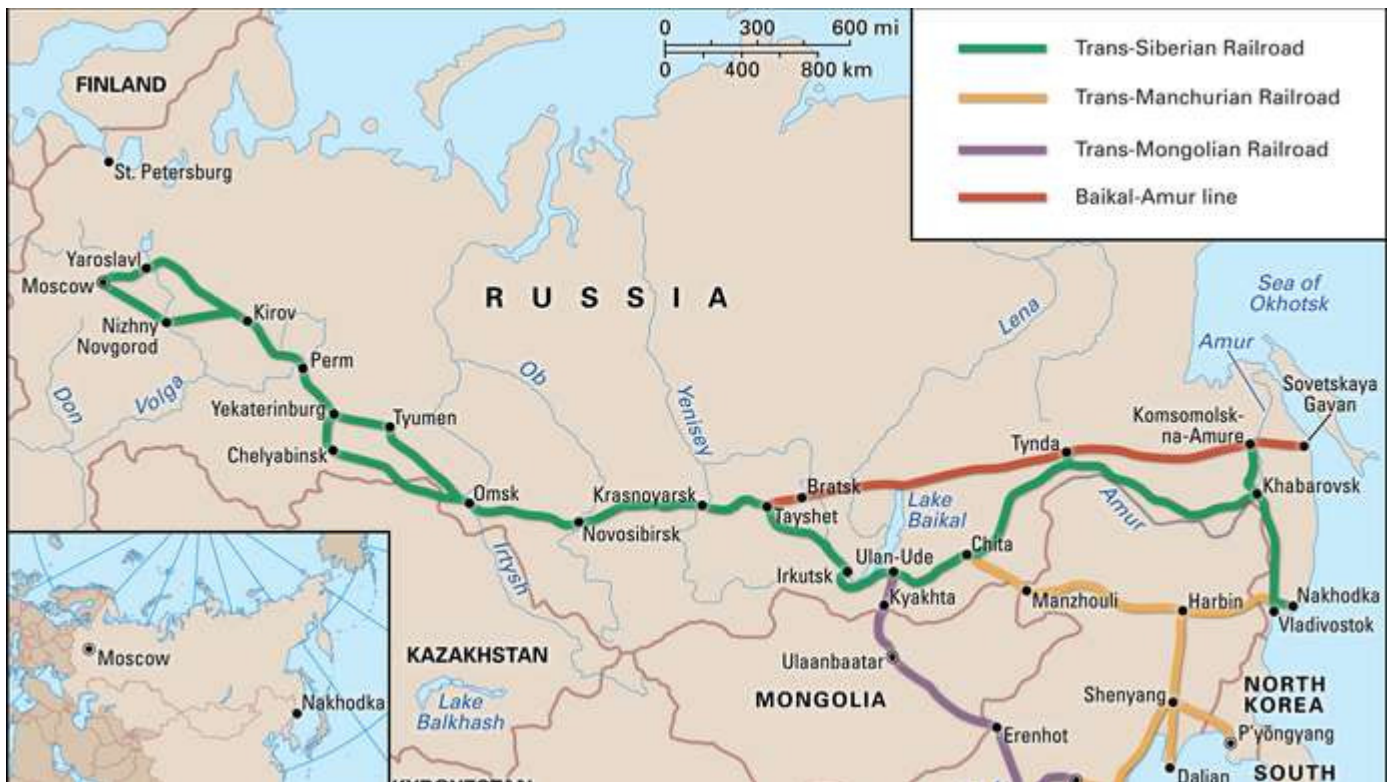 0 300 600 mi
0 400 800 km
Trans-Siberian Railroad
Trans-Manchurian Railroad
Trans-Mongolian Railroad
Baikal-Amur line
FINLAND
St. Petersburg
Yaroslavl
Moscow
Nizhny
Novgorod
Kirov
Perm
Don
Volga
Yekaterinburg
Tyumen
Chelyabinsk
RUSSIA
Ob
Yenisey
Lena
Omsk
Irtysh
Novosibirsk
Krasnoyarsk
Tayshet
Bratsk
Lake
Baikal
Irkutsk
Ulan-Ude
Kyakhta
Chita
Tynda
Amur
Sea of
Okhotsk
Amur
Sovetskaya
Gavan
Komsomolsk-
na-Amure
Khabarovsk
Nakhodka
Vladivostok
Manzhouli
Harbin
Shenyang
NORTH
KOREA
P'yŏngyang
SOUTH
Dalian
Ulaanbaatar
MONGOLIA
Erenhot
KAZAKHSTAN
Lake
Balkhash
KYRGYZSTAN
Moscow
Nakhodka